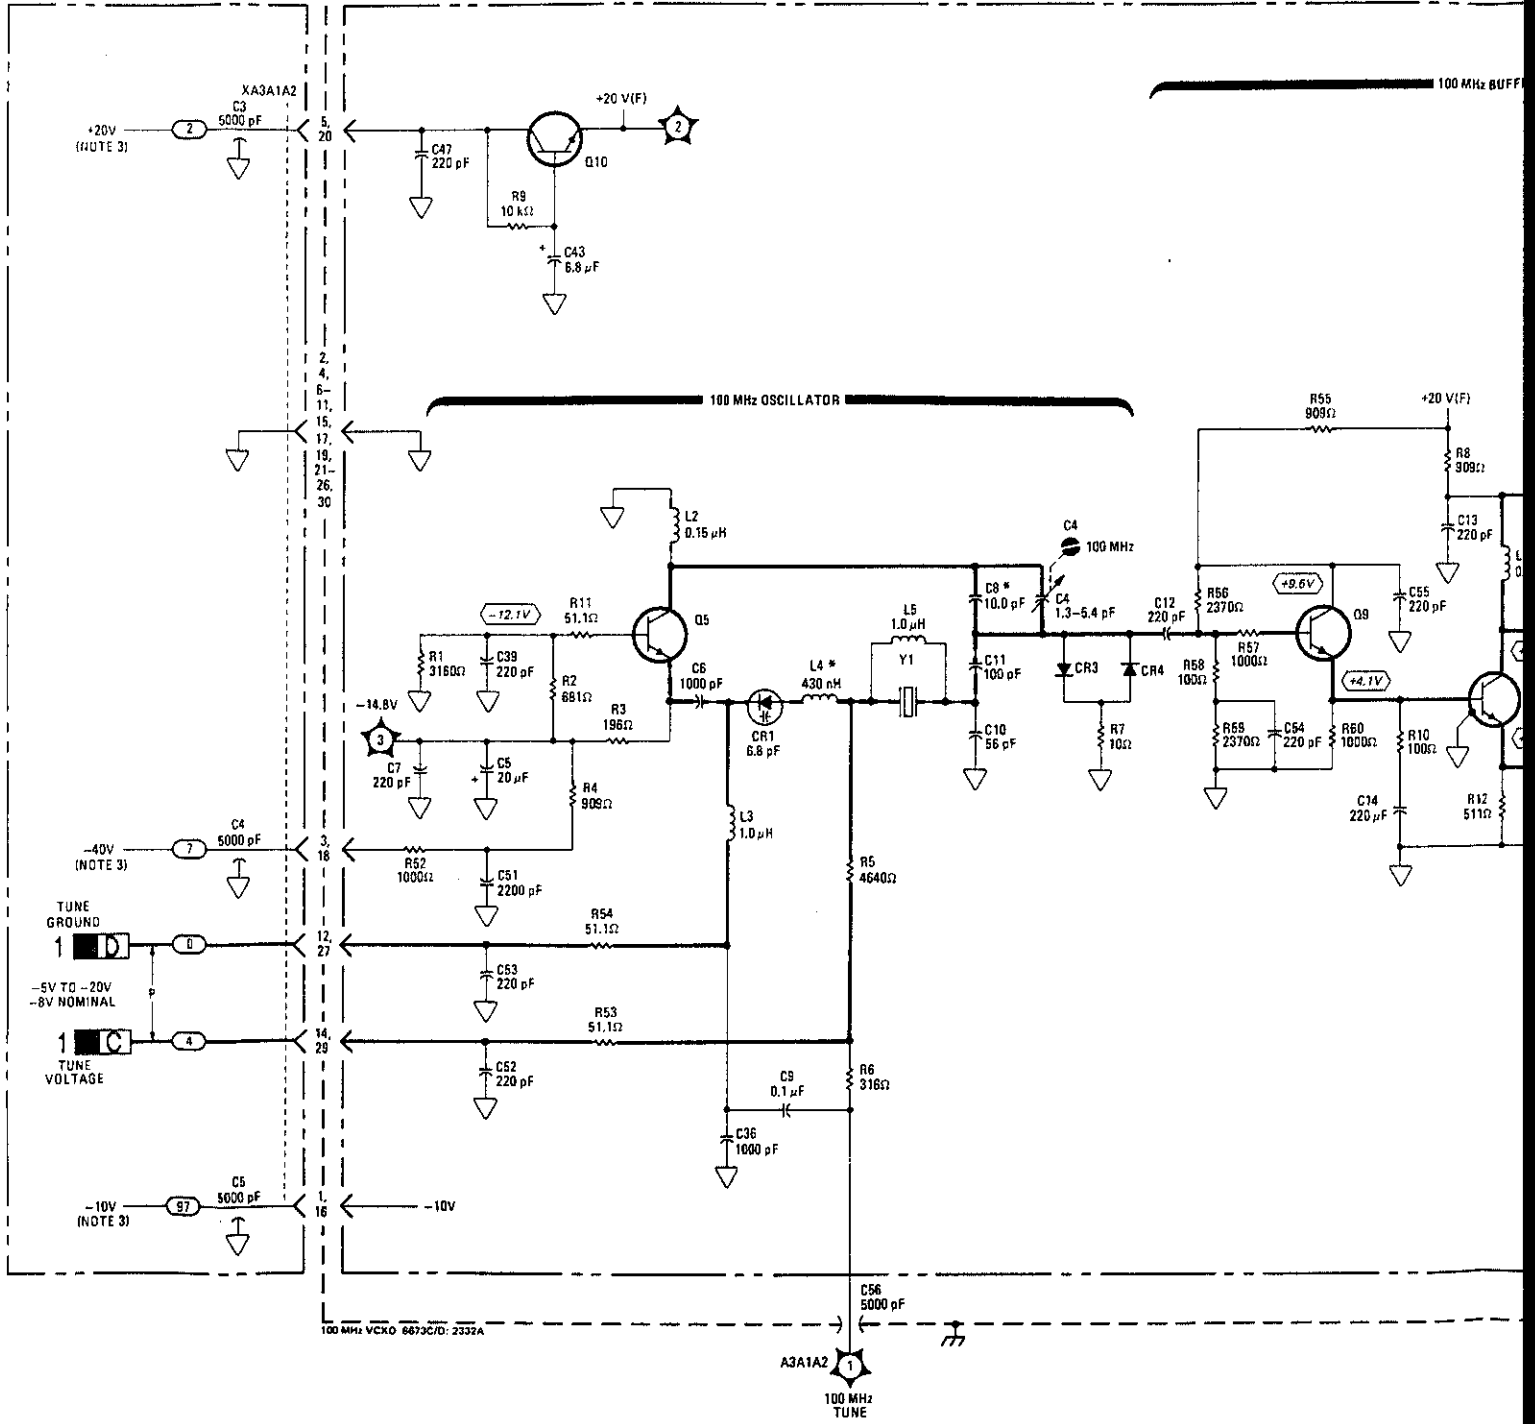 100 MHz BUFF
XA3A1A2
C3
5000 pF
+20V
(NOTE 3)
2
5,
20
C47
220 pF
+20 V(F)
2
Q10
R9
10 kΩ
+
C43
6.8 µF
2,
4,
6–
11,
15,
17,
19,
21–
26,
30
100 MHz OSCILLATOR
R55
909Ω
+20 V(F)
R8
909Ω
C13
220 pF
L2
0.15 µH
C4
100 MHz
C8 *
10.0 pF
C4
1.3–5.4 pF
C12
220 pF
R56
2370Ω
+9.6V
C55
220 pF
Q9
R57
1000Ω
–12.1V
R11
51.1Ω
Q5
L5
1.0 µH
Y1
R1
3160Ω
C39
220 pF
R2
681Ω
C6
1000 pF
L4 *
430 nH
C11
100 pF
CR3
CR4
R58
100Ω
+4.1V
–14.8V
3
R3
196Ω
CR1
6.8 pF
C10
56 pF
R7
10Ω
R59
2370Ω
C54
220 pF
R60
1000Ω
R10
100Ω
C7
220 pF
+
C5
20 µF
R4
909Ω
L3
1.0 µH
C14
220 µF
R12
511Ω
C4
5000 pF
–40V
(NOTE 3)
7
3,
18
R52
1000Ω
C51
2200 pF
R5
4640Ω
TUNE
GROUND
1 D
12,
27
R54
51.1Ω
C53
220 pF
–5V TO –20V
–8V NOMINAL
P
1 C
4
TUNE
VOLTAGE
14,
29
R53
51.1Ω
C52
220 pF
R6
316Ω
C9
0.1 µF
C36
1000 pF
C5
5000 pF
–10V
(NOTE 3)
97
1,
16
–10V
C56
5000 pF
100 MHz VCXO 8673C/D: 2332A
A3A1A2
1
100 MHz
TUNE